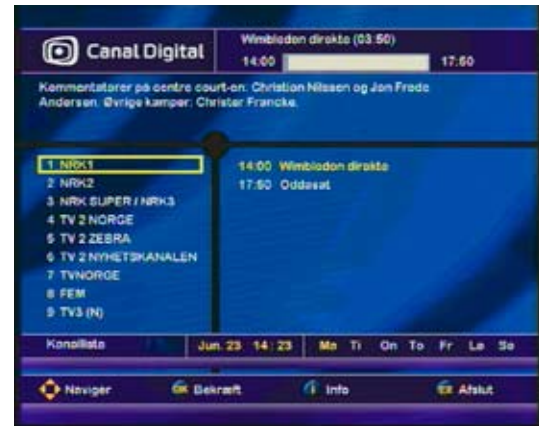 Canal Digital
Wimbledon direkte (03:50)
14:00 17:50
Kommentatorer på centre court-en: Christian Nilssen og Jon Frode
Andersen. Øvrige kamper: Christer Francke.
1 NRK1
2 NRK2
3 NRK SUPER / NRK3
4 TV 2 NORGE
5 TV 2 ZEBRA
6 TV 2 NYHETSKANALEN
7 TVNORGE
8 FEM
9 TV3 (N)
14:00 Wimbledon direkte
17:50 Oddasat
Kanalliste
Jun. 23 14:23
Ma Ti On To Fr Lø Sø
Naviger
OK Bekræft
i Info
Afslut